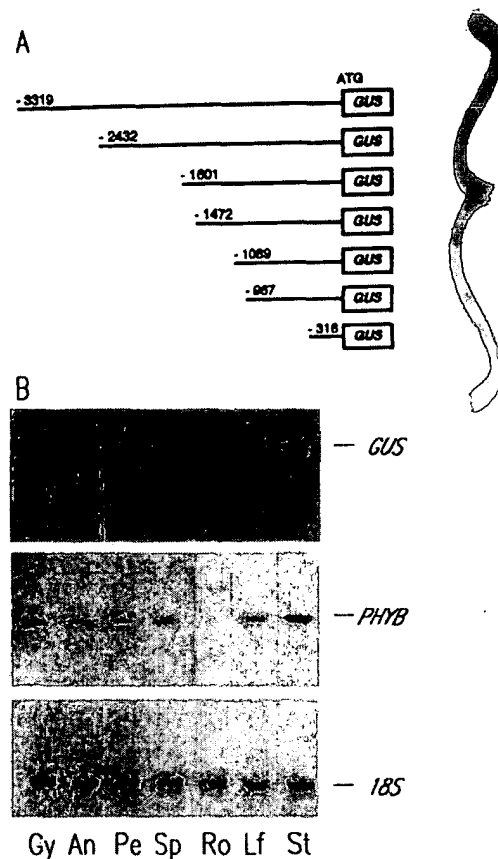 A
ATG
- 3319 GUS
- 2432 GUS
- 1601 GUS
- 1472 GUS
- 1089 GUS
- 967 GUS
- 316 GUS
B
— GUS
— PHYB
— 18S
Gy An Pe Sp Ro Lf St